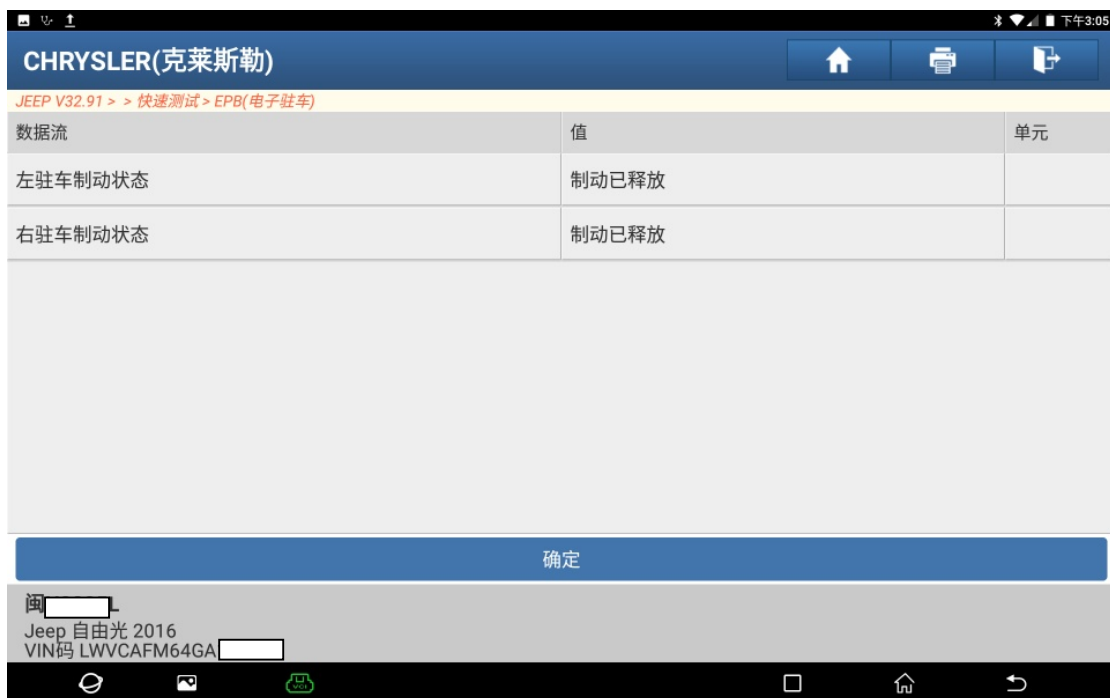 下午3:05
CHRYSLER(克莱斯勒)
JEEP V32.91 > > 快速测试 > EPB(电子驻车)
数据流 值 单元
左驻车制动状态 制动已释放
右驻车制动状态 制动已释放
确定
闽
Jeep 自由光 2016
VIN码 LWVCAFM64GA
VCI